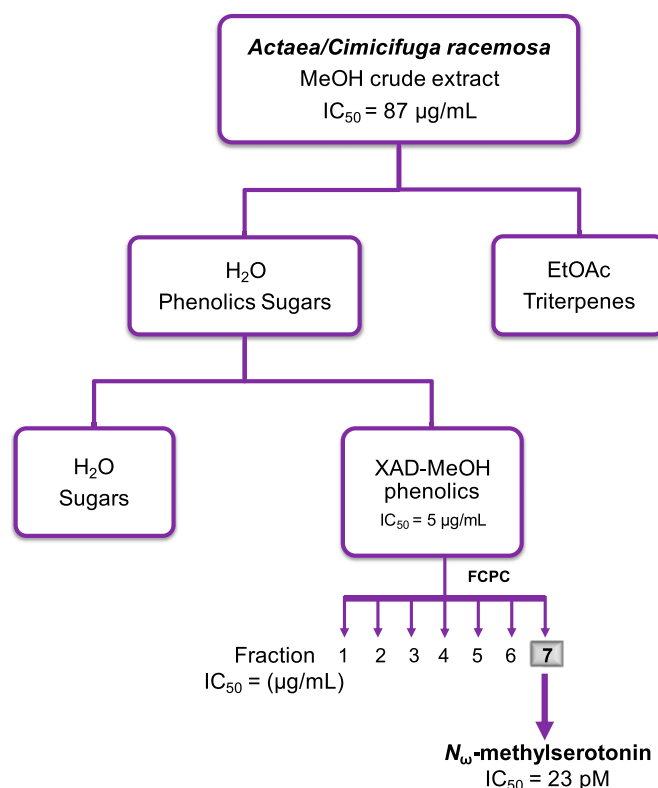 Actaea/Cimicifuga racemosa
MeOH crude extract
IC₅₀ = 87 µg/mL
H₂O
Phenolics Sugars
EtOAc
Triterpenes
H₂O
Sugars
XAD-MeOH
phenolics
IC₅₀ = 5 µg/mL
FCPC
Fraction 1 2 3 4 5 6 7
IC₅₀ = (µg/mL)
Nω-methylserotonin
IC₅₀ = 23 pM